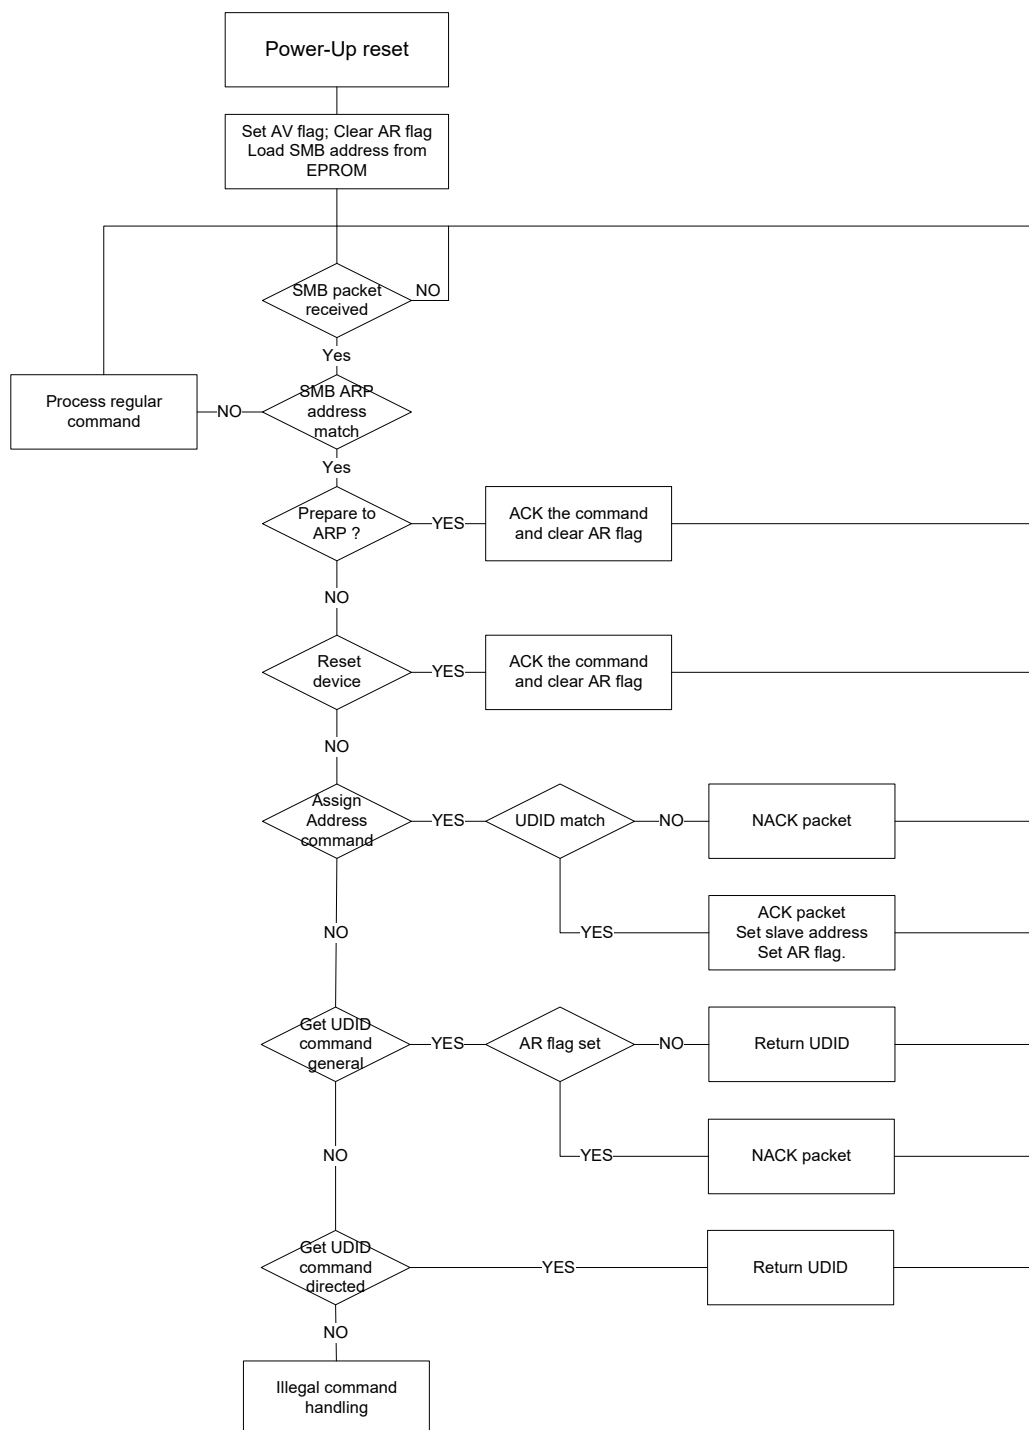 Power-Up reset
Set AV flag; Clear AR flag
Load SMB address from
EPROM
SMB packet
received
NO
Yes
SMB ARP
address
match
NO
Process regular
command
Yes
Prepare to
ARP ?
YES
ACK the command
and clear AR flag
NO
Reset
device
YES
ACK the command
and clear AR flag
NO
Assign
Address
command
YES
UDID match
NO
NACK packet
YES
ACK packet
Set slave address
Set AR flag.
NO
Get UDID
command
general
YES
AR flag set
NO
Return UDID
YES
NACK packet
NO
Get UDID
command
directed
YES
Return UDID
NO
Illegal command
handling